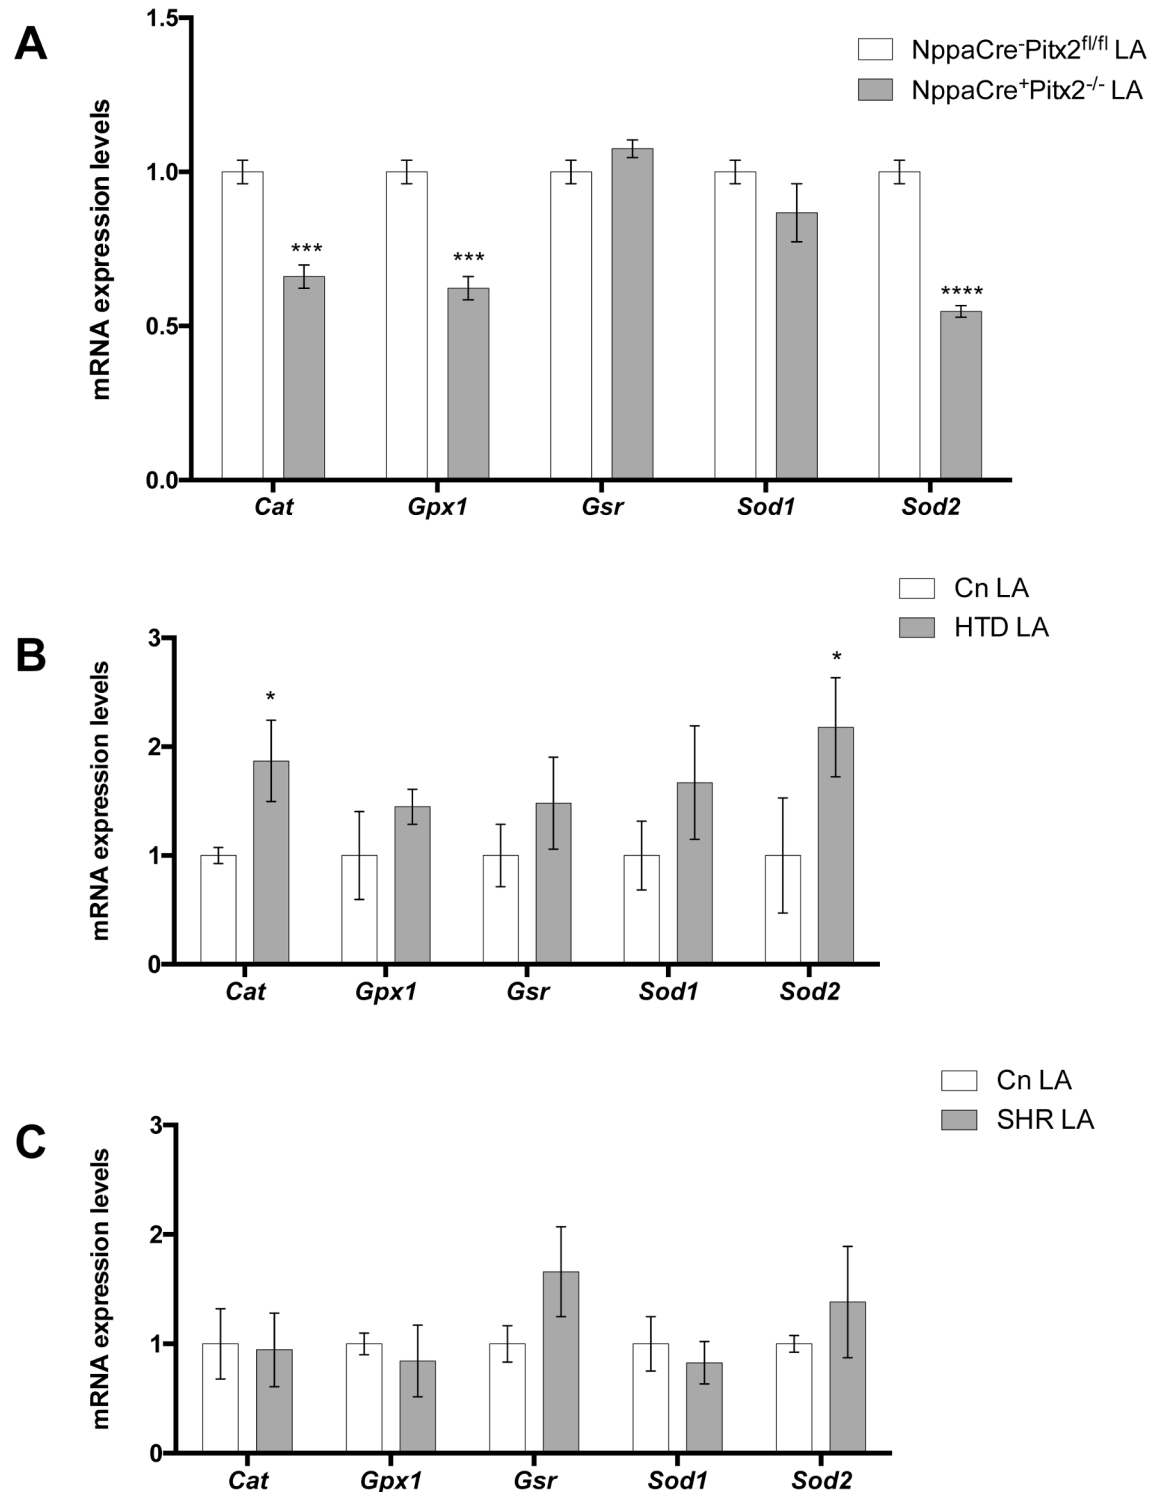 A
NppaCre⁻Pitx2ᶠˡ/ᶠˡ LA
NppaCre⁺Pitx2⁻/⁻ LA
mRNA expression levels
1.5
1.0
0.5
0.0
***
***
****
Cat Gpx1 Gsr Sod1 Sod2
B
Cn LA
HTD LA
mRNA expression levels
3
2
1
0
*
*
Cat Gpx1 Gsr Sod1 Sod2
C
Cn LA
SHR LA
mRNA expression levels
3
2
1
0
Cat Gpx1 Gsr Sod1 Sod2